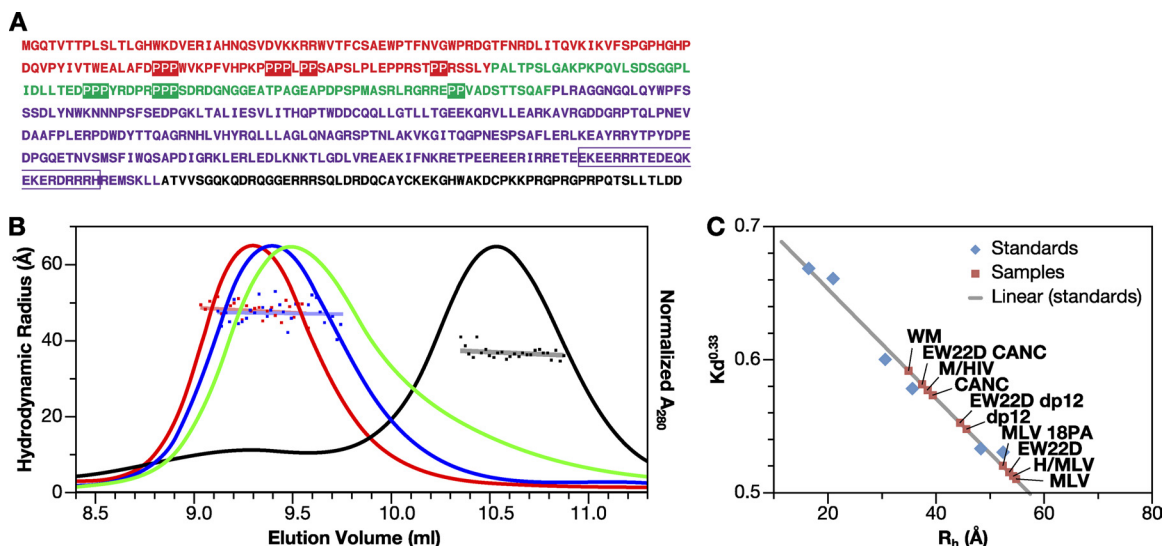 A
MGQTVTTPLSLTLGHWKDVERIAHNQSVDVKKRRWVTFCSAEWPTFNVGWPRDGTFNRDLITQVKIKVFSPGPHGHP
DQVPYIVTWEALAFDPPPWVKPFVHPKPPPPLPPSAPSLPLEPPRSTPPRSSLYPALTPSLGAKPKPQVLSDSGGPL
IDLLTEDPPPYRDPRPPPSDRDGNGGEATPAGEAPDPSPMASRLRGRREPPVADSTTSQAFPLRAGGNGQLQYWPFS
SSDLYNWKNNNPSFSEDPGKLTALIESVLITHQPTWDDCQQLLGTLLTGEEKQRVLLEARKAVRGDDGRPTQLPNEV
DAAFPLERPDWDYTTQAGRNHLVHYRQLLLAGLQNAGRSPTNLAKVKGITQGPNESPSAFLERLKEAYRRYTPYDPE
DPGQETNVSMSFIWQSAPDIGRKLERLEDLKNKTLGDLVREAEKIFNKRETPEEREERIRRETEEKEERRRTEDEQK
EKERDRRRHREMSKLLATVVSGQKQDRQGGERRRSQLDRDQCAYCKEKGHWAKDCPKKPRGPRGPRPQTSLLTLDD
B
Hydrodynamic Radius (Å)
60
40
20
0
8.5 9.0 9.5 10.0 10.5 11.0
Elution Volume (ml)
Normalized A280
C
Kd0.33
0.7
0.6
0.5
Standards
Samples
Linear (standards)
WM
EW22D CANC
M/HIV
CANC
EW22D dp12
dp12
MLV 18PA
EW22D
H/MLV
MLV
20 40 60 80
Rh (Å)